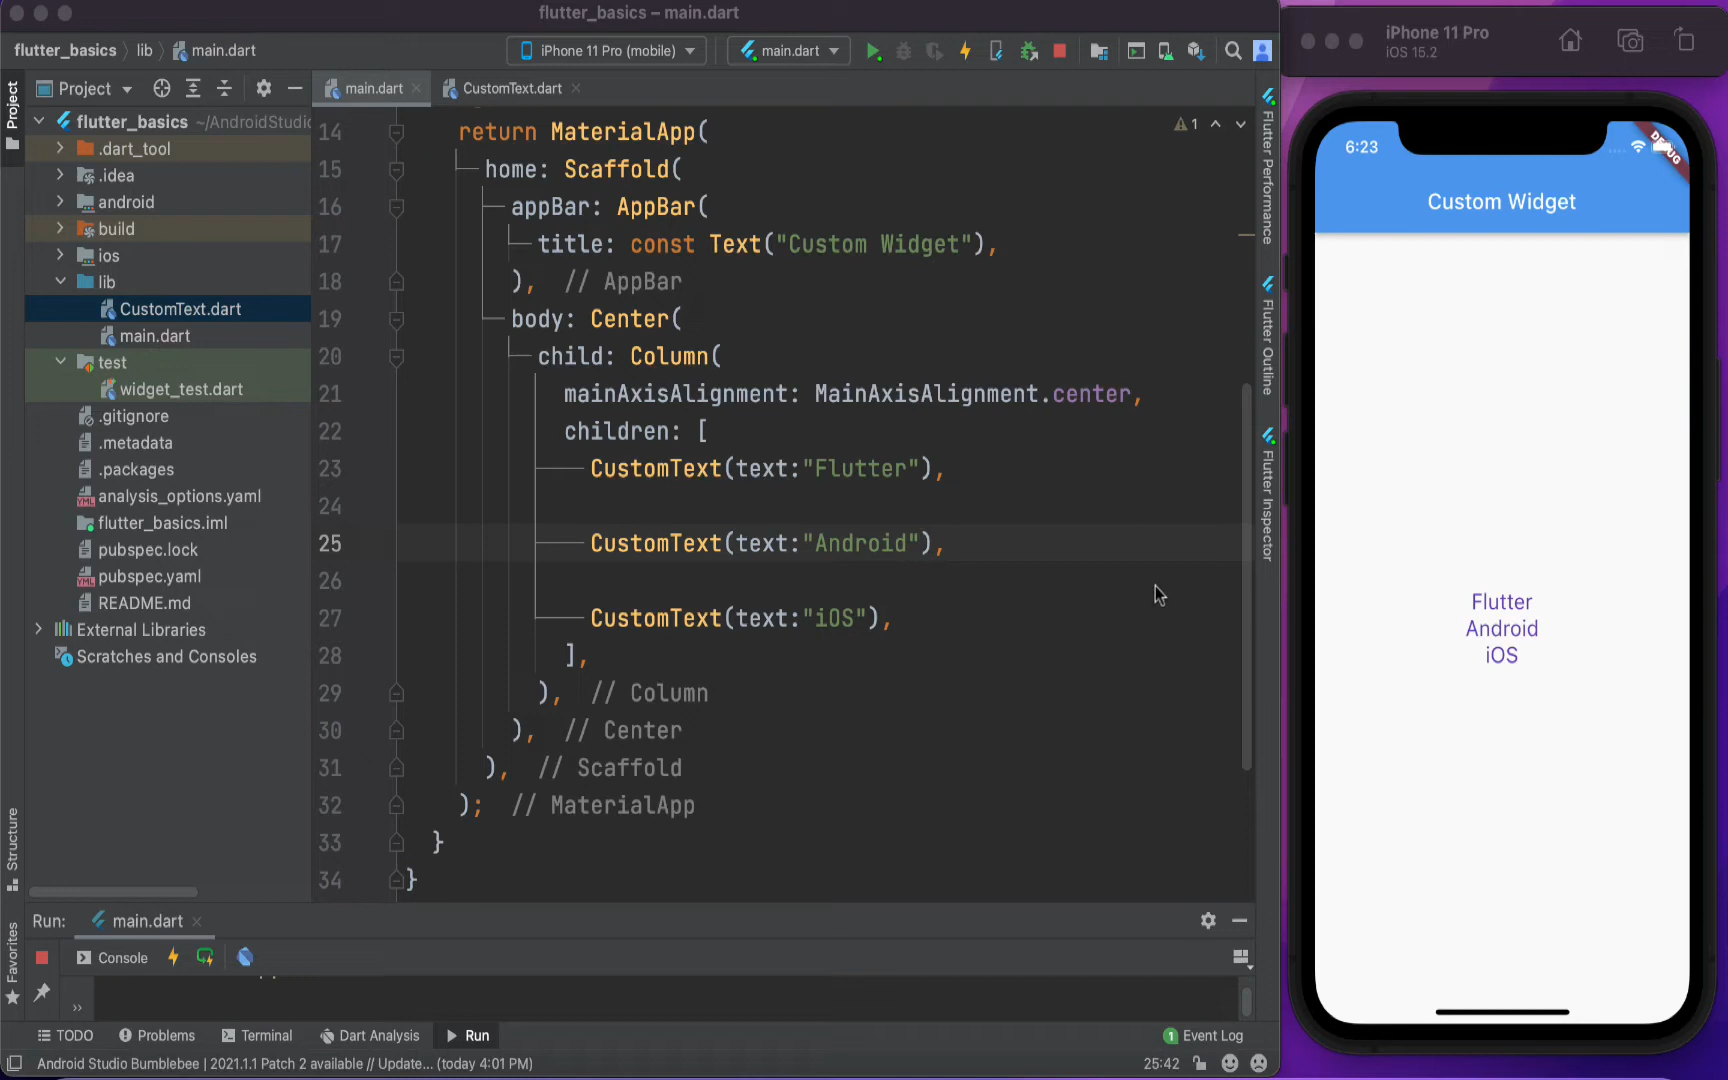 flutter_basics – main.dart
flutter_basics lib main.dart
iPhone 11 Pro (mobile) main.dart
Project
Project
main.dart
CustomText.dart
flutter_basics ~/AndroidStudio
.dart_tool
.idea
android
build
ios
lib
CustomText.dart
main.dart
test
widget_test.dart
.gitignore
.metadata
.packages
analysis_options.yaml
flutter_basics.iml
pubspec.lock
pubspec.yaml
README.md
External Libraries
Scratches and Consoles
Structure
Favorites
14 return MaterialApp(
15 home: Scaffold(
16 appBar: AppBar(
17 title: const Text("Custom Widget"),
18 ), // AppBar
19 body: Center(
20 child: Column(
21 mainAxisAlignment: MainAxisAlignment.center,
22 children: [
23 CustomText(text:"Flutter"),
24
25 CustomText(text:"Android"),
26
27 CustomText(text:"iOS"),
28 ],
29 ), // Column
30 ), // Center
31 ), // Scaffold
32 ); // MaterialApp
33 }
34 }
1
Flutter Performance
Flutter Outline
Flutter Inspector
Run: main.dart
Console
TODO Problems Terminal Dart Analysis Run
1 Event Log
Android Studio Bumblebee | 2021.1.1 Patch 2 available // Update... (today 4:01 PM)
25:42
iPhone 11 Pro
iOS 15.2
6:23
DEBUG
Custom Widget
Flutter
Android
iOS